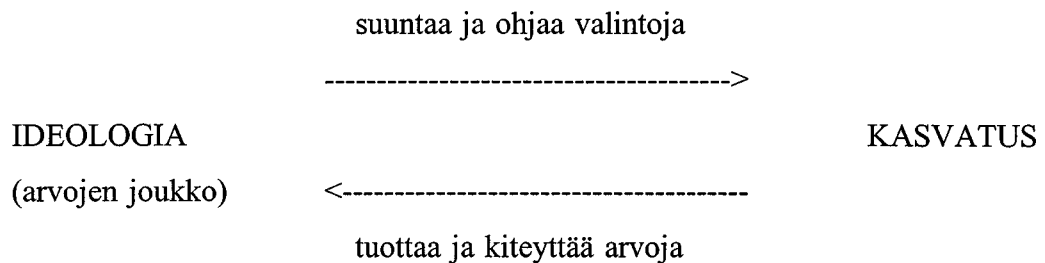 suuntaa ja ohjaa valintoja
------------------------------------->
IDEOLOGIA KASVATUS
(arvojen joukko) <-------------------------------------
tuottaa ja kiteyttää arvoja